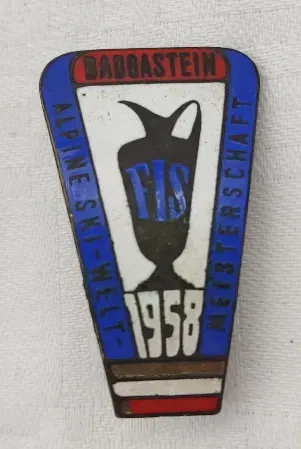 BADGASTEIN
ALPINE SKI-WELT-
MEISTERSCHAFT
FIS
1958